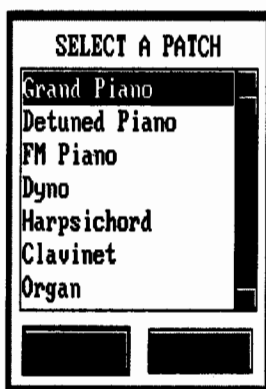 SELECT A PATCH
Grand Piano
Detuned Piano
FM Piano
Dyno
Harpsichord
Clavinet
Organ